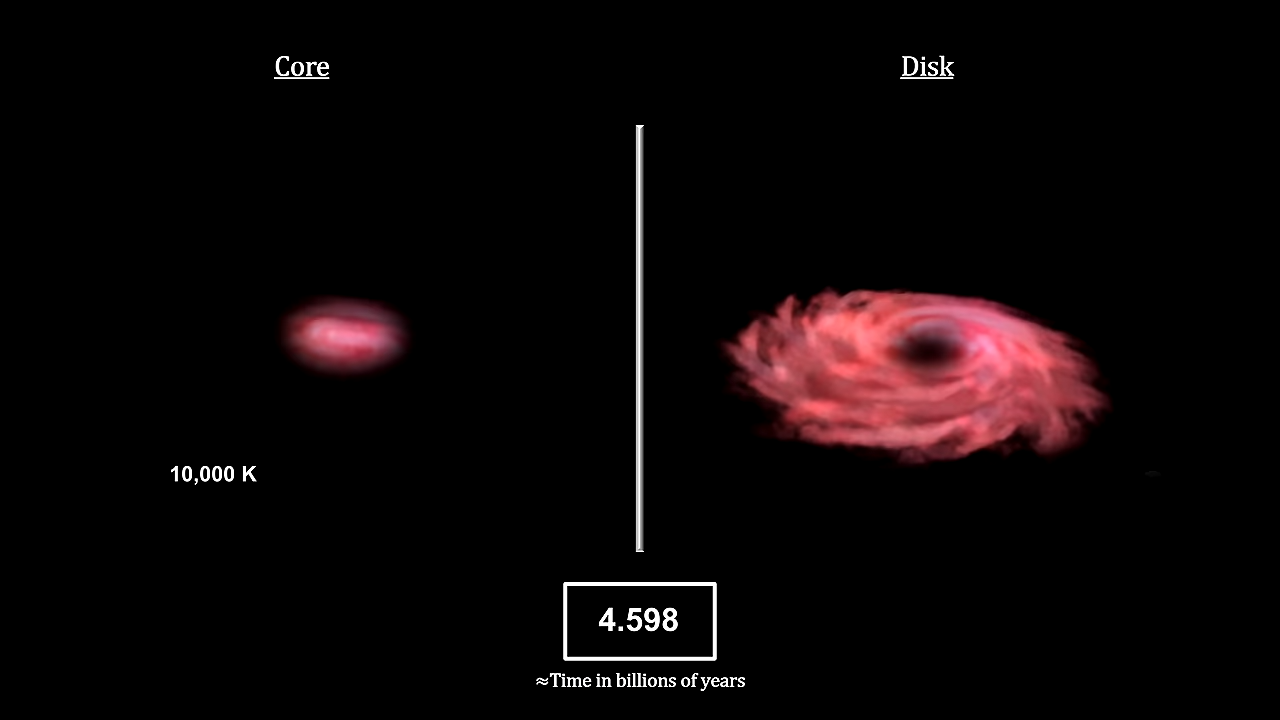 Core
Disk
10,000 K
4.598
≈Time in billions of years